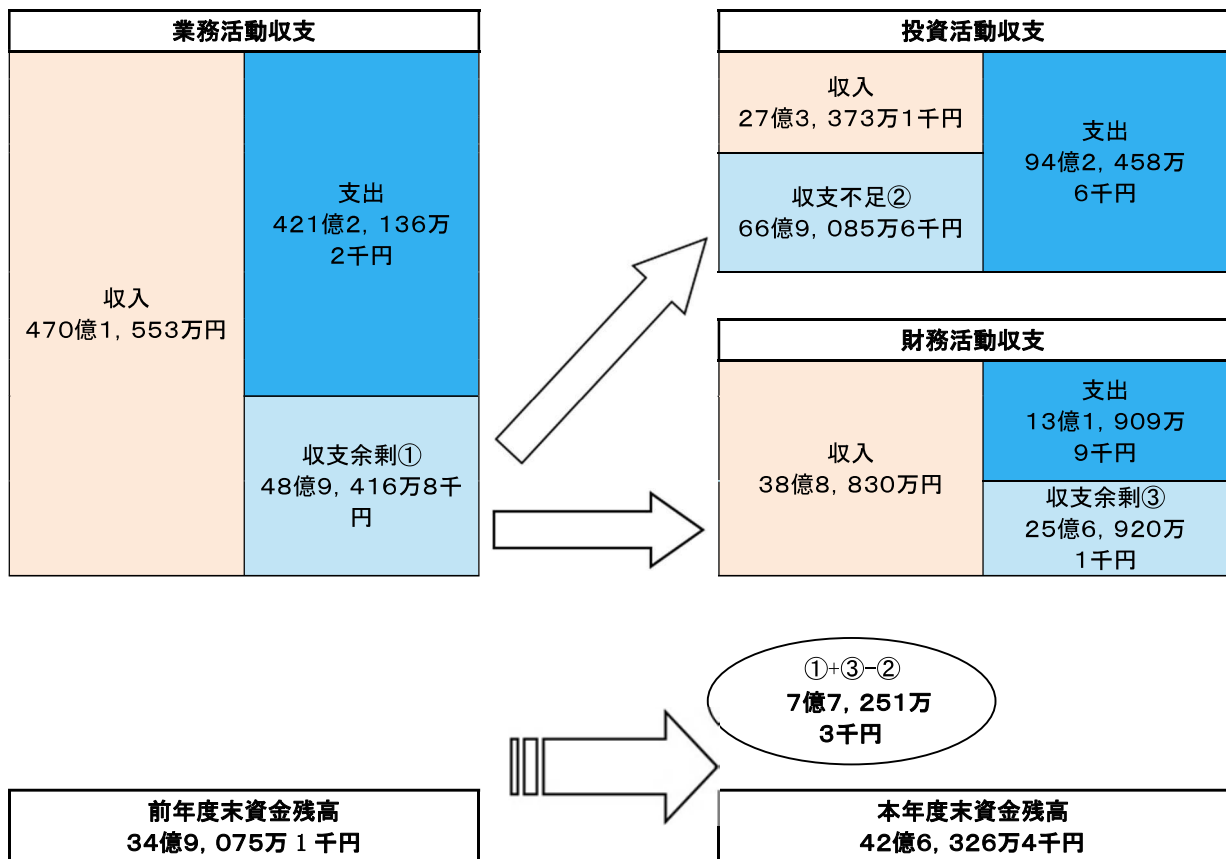 業務活動収支
収入
470億1, 553万円
支出
421億2, 136万
2千円
収支余剰①
48億9, 416万8千
円
投資活動収支
収入
27億3, 373万1千円
収支不足②
66億9, 085万6千円
支出
94億2, 458万
6千円
財務活動収支
収入
38億8, 830万円
支出
13億1, 909万
9千円
収支余剰③
25億6, 920万
1千円
①+③-②
7億7, 251万
3千円
前年度末資金残高
34億9, 075万１千円
本年度末資金残高
42億6, 326万4千円